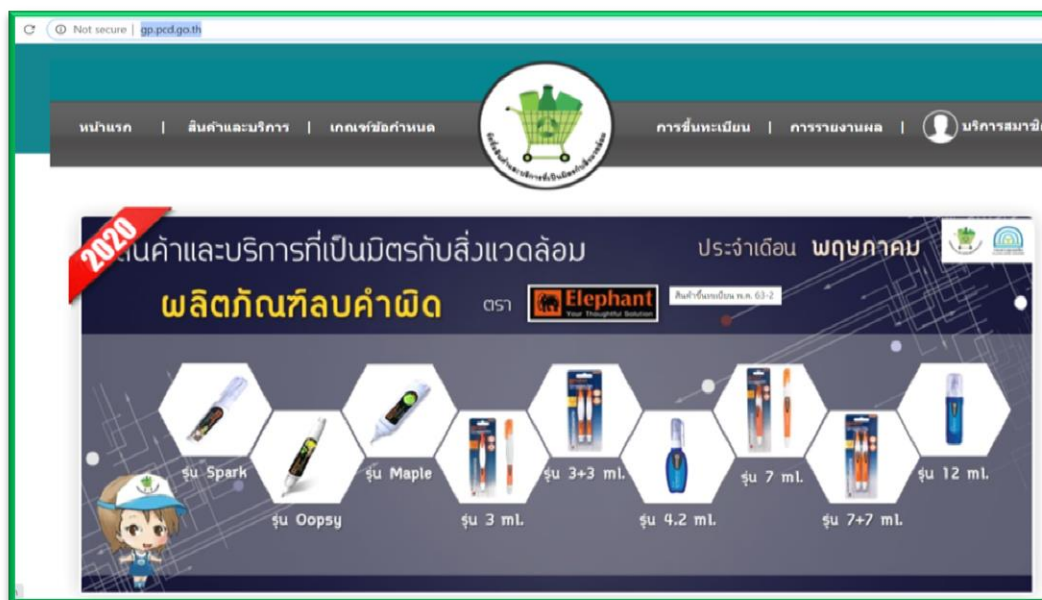 Not secure | gp.pcd.go.th
หน้าแรก | สินค้าและบริการ | เกณฑ์ข้อกำหนด
การขึ้นทะเบียน | การรายงานผล | บริการสมาชิก
2020
สินค้าและบริการที่เป็นมิตรกับสิ่งแวดล้อม
ประจำเดือน พฤษภาคม
ผลิตภัณฑ์ลบคำผิด ตรา Elephant
Your Thoughtful Solution
สินค้าขึ้นทะเบียน พ.ค. 63-2
รุ่น Spark
รุ่น Maple
รุ่น 3+3 ml.
รุ่น 7 ml.
รุ่น 12 ml.
รุ่น Oopsy
รุ่น 3 ml.
รุ่น 4.2 ml.
รุ่น 7+7 ml.